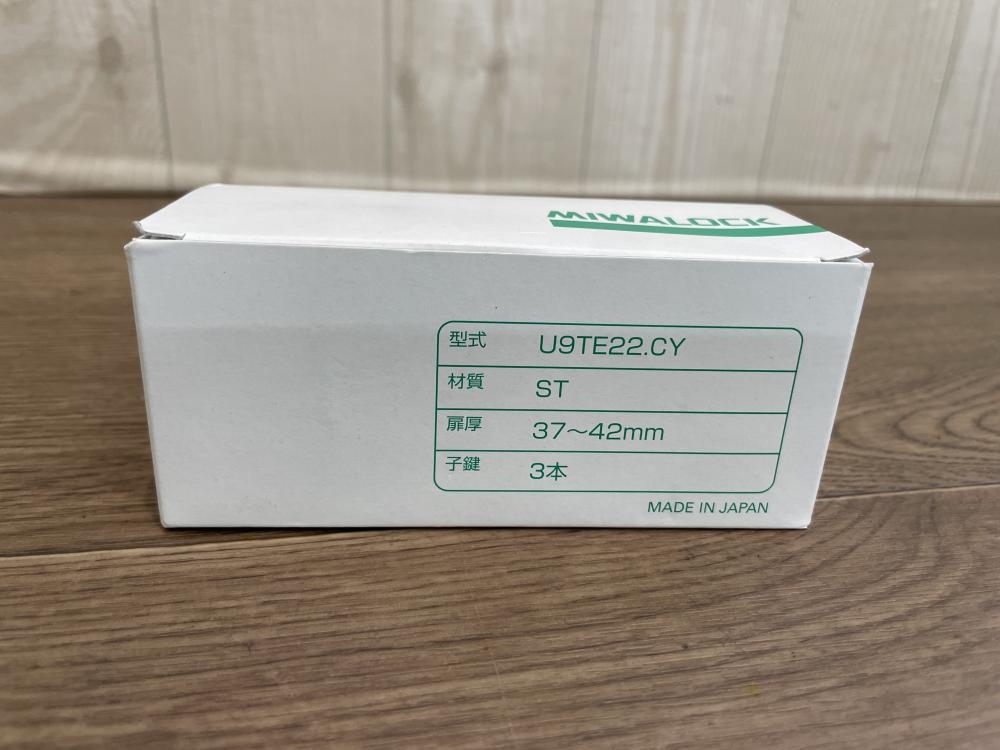 MIWALOCK
型式 U9TE22.CY
材質 ST
扉厚 37～42mm
子鍵 3本
MADE IN JAPAN